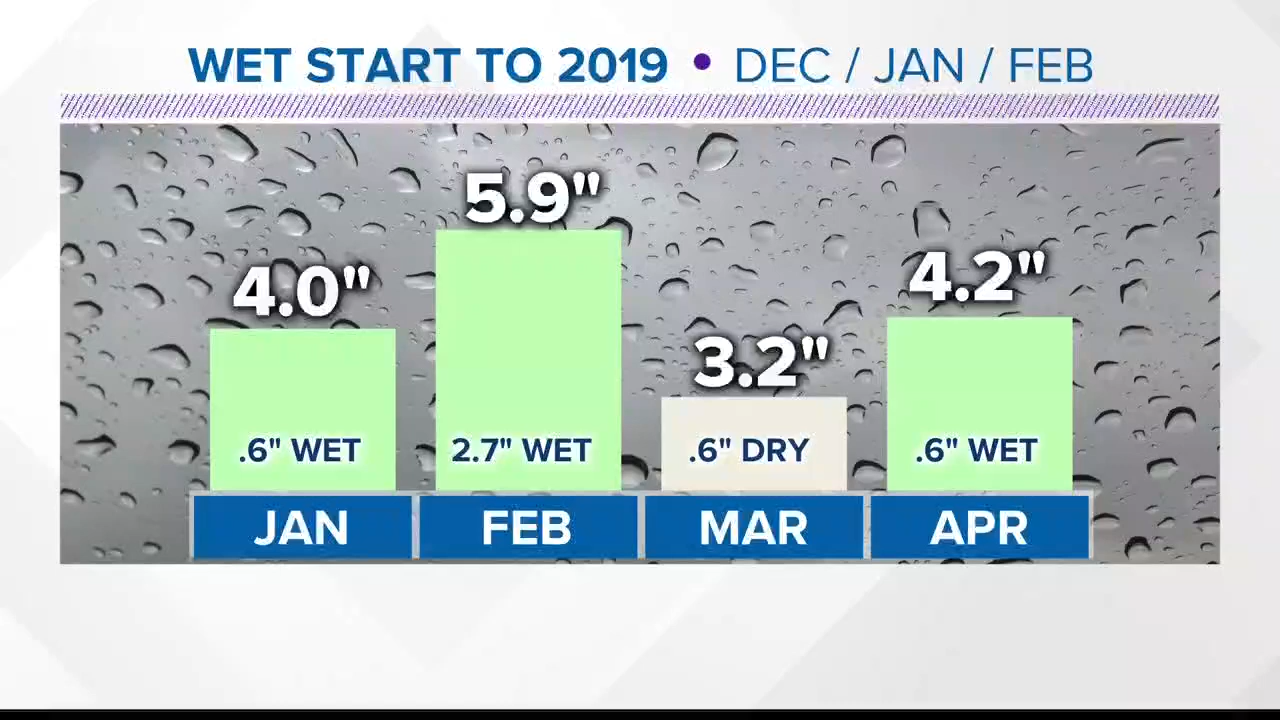 WET START TO 2019 • DEC / JAN / FEB
5.9"
4.0"
4.2"
3.2"
.6" WET
2.7" WET
.6" DRY
.6" WET
JAN
FEB
MAR
APR